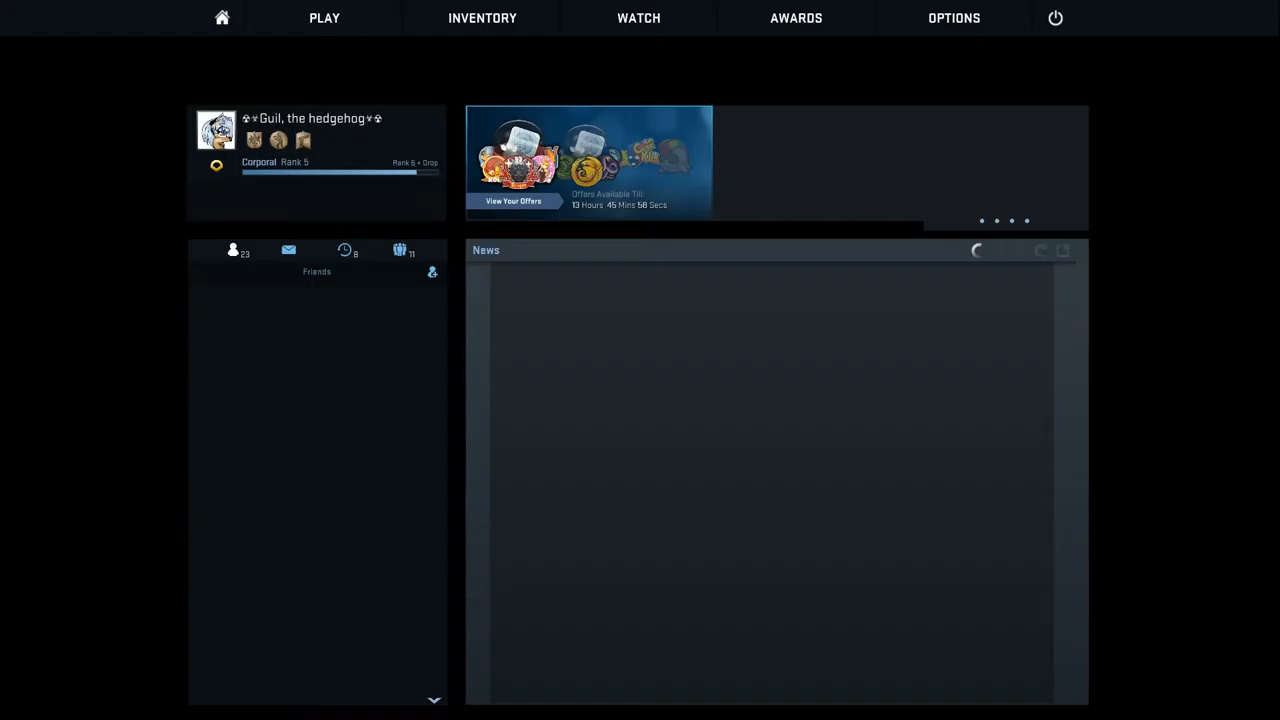 PLAY
INVENTORY
WATCH
AWARDS
OPTIONS
☢☣Guil, the hedgehog☣☢
Corporal Rank 5
Rank 6 + Drop
View Your Offers
Offers Available Till:
13 Hours 45 Mins 58 Secs
23
8
11
Friends
News